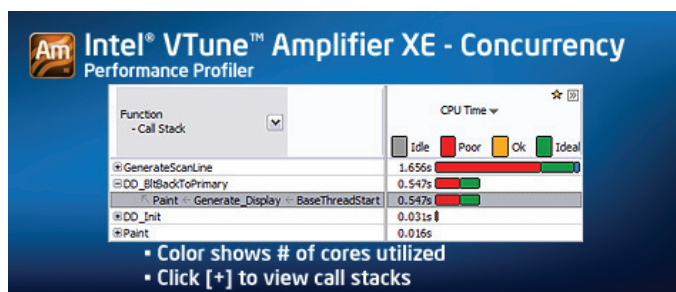 Am
Intel® VTune™ Amplifier XE - Concurrency
Performance Profiler
Function
- Call Stack
CPU Time
Idle Poor Ok Ideal
GenerateScanLine 1.656s
DD_BltBackToPrimary 0.547s
Paint ← Generate_Display ← BaseThreadStart 0.547s
DD_Init 0.031s
Paint 0.016s
▪ Color shows # of cores utilized
▪ Click [+] to view call stacks